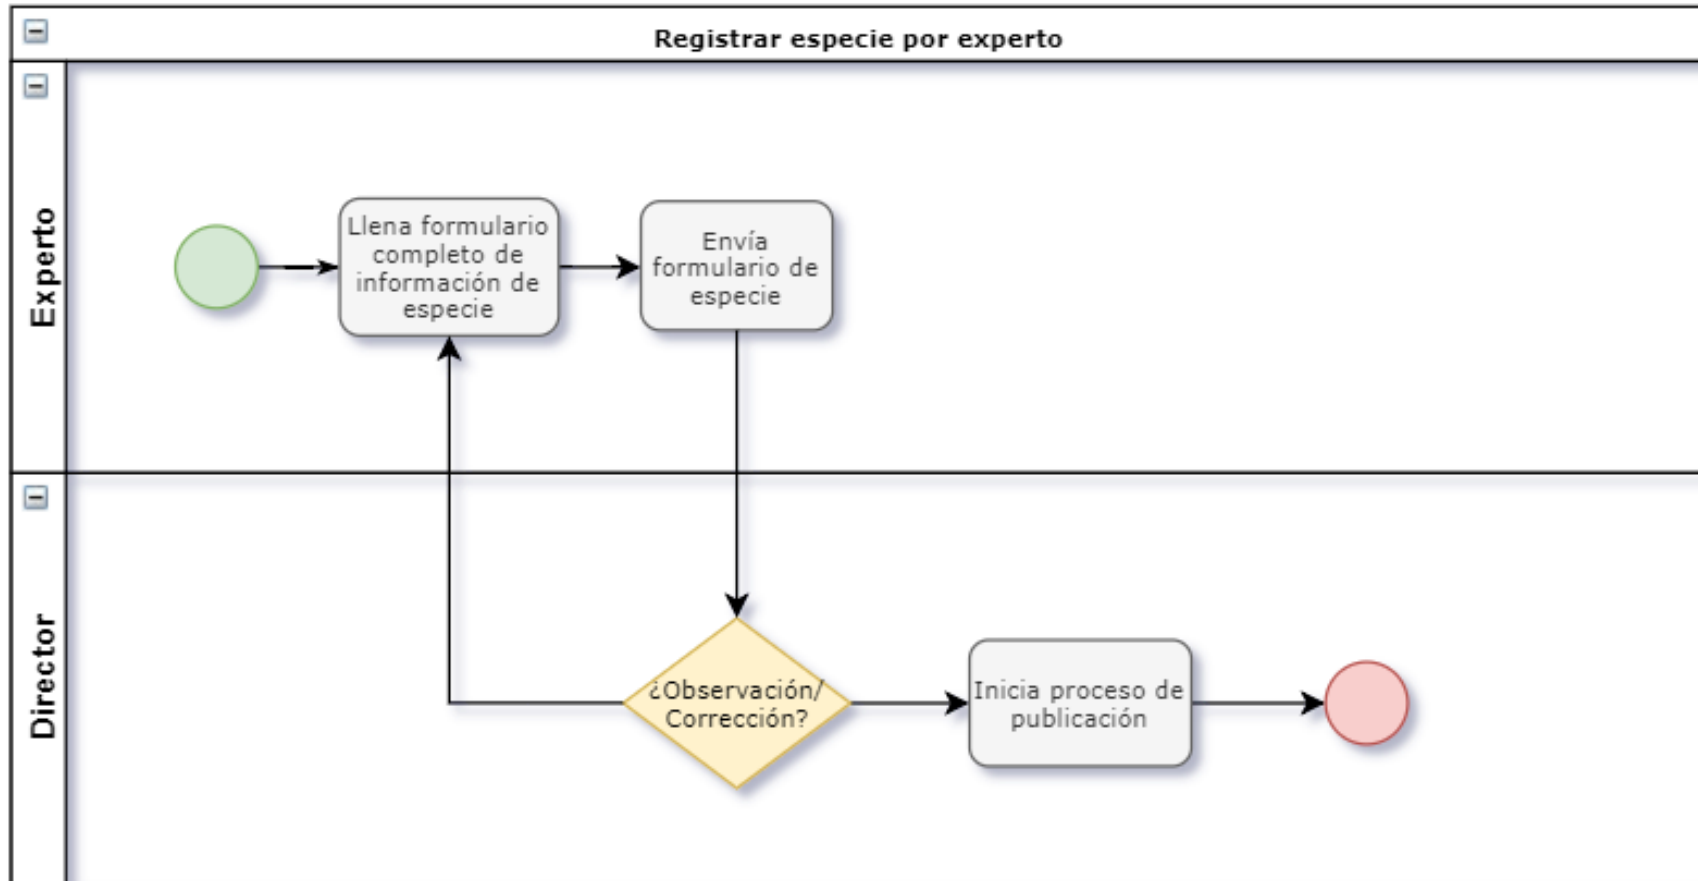 Registrar especie por experto
Experto
Llena formulario
completo de
información de
especie
Envía
formulario de
especie
Director
¿Observación/
Corrección?
Inicia proceso de
publicación